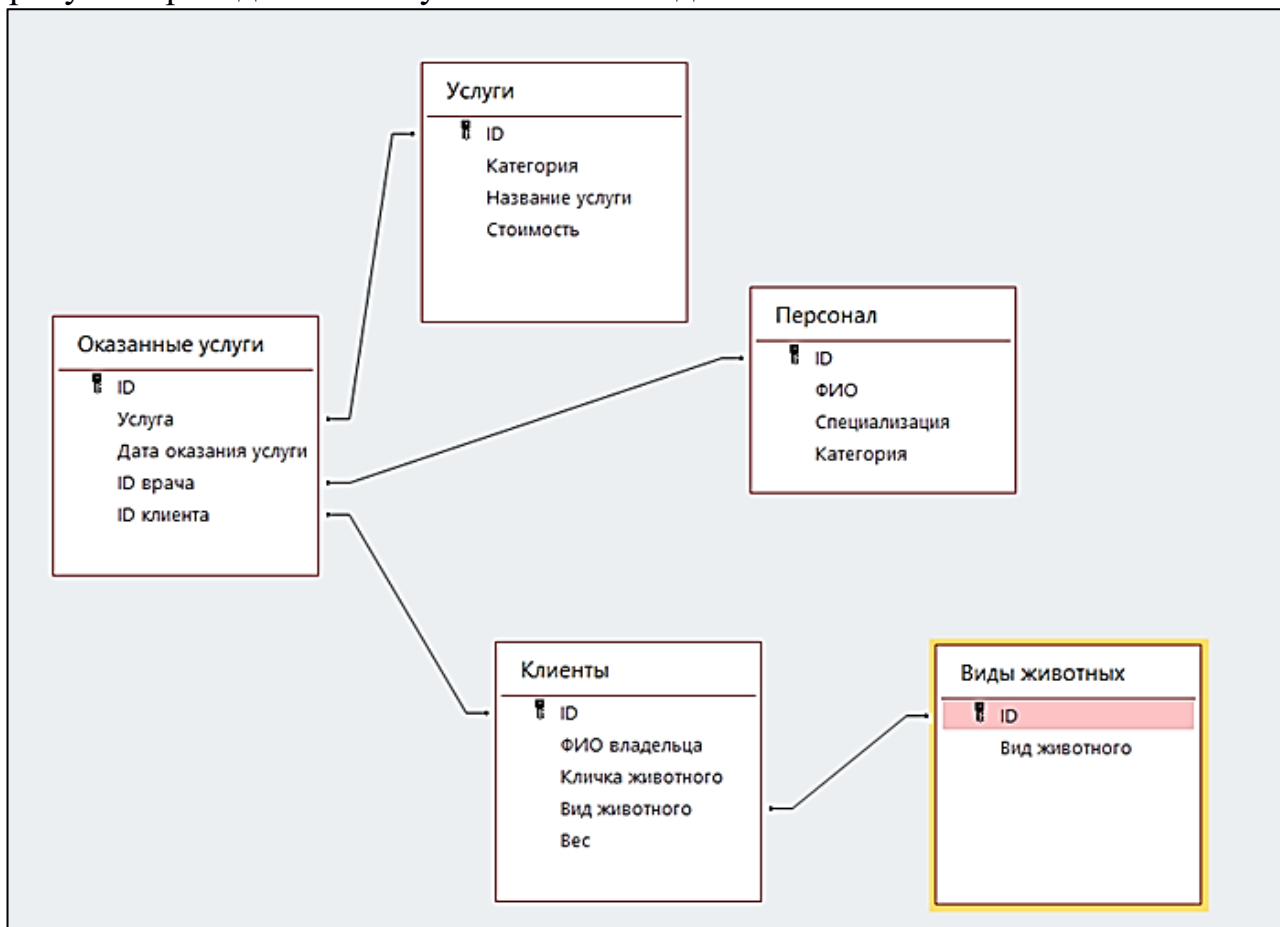 Услуги
ID
Категория
Название услуги
Стоимость
Персонал
ID
ФИО
Специализация
Категория
Оказанные услуги
ID
Услуга
Дата оказания услуги
ID врача
ID клиента
Клиенты
ID
ФИО владельца
Кличка животного
Вид животного
Вес
Виды животных
ID
Вид животного